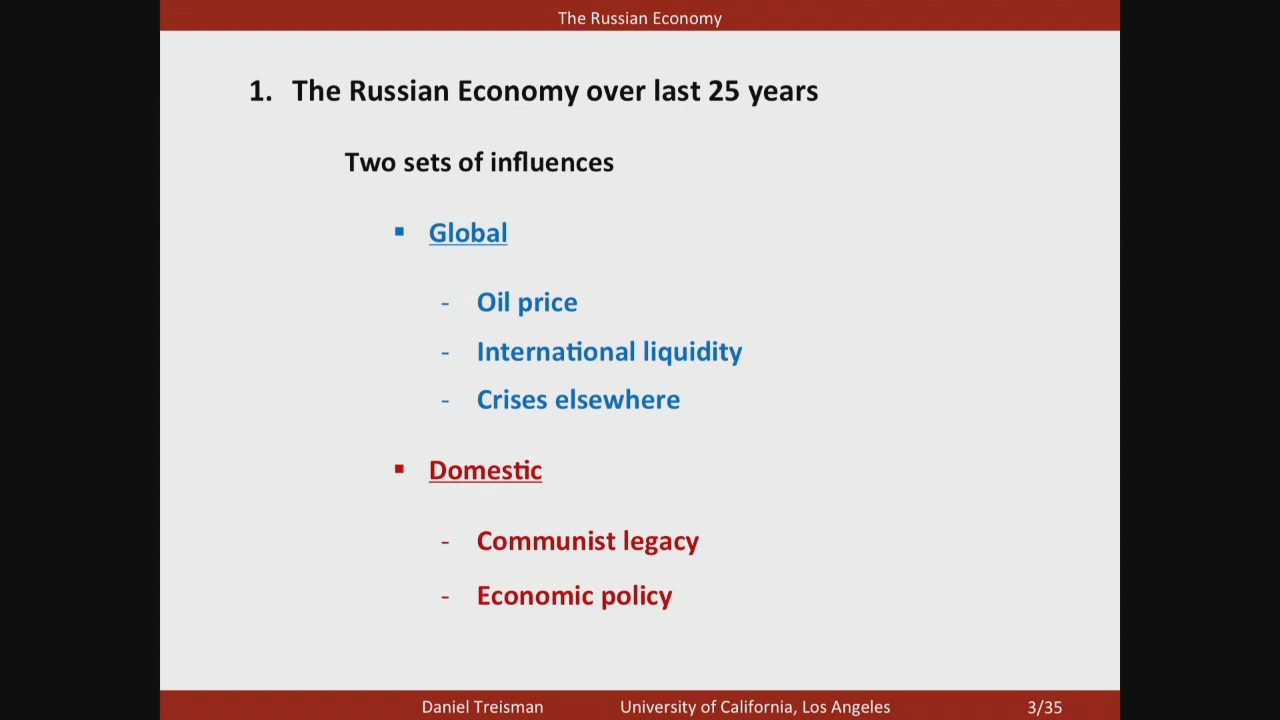 The Russian Economy
1. The Russian Economy over last 25 years
Two sets of influences
▪ Global
- Oil price
- International liquidity
- Crises elsewhere
▪ Domestic
- Communist legacy
- Economic policy
Daniel Treisman University of California, Los Angeles 3/35